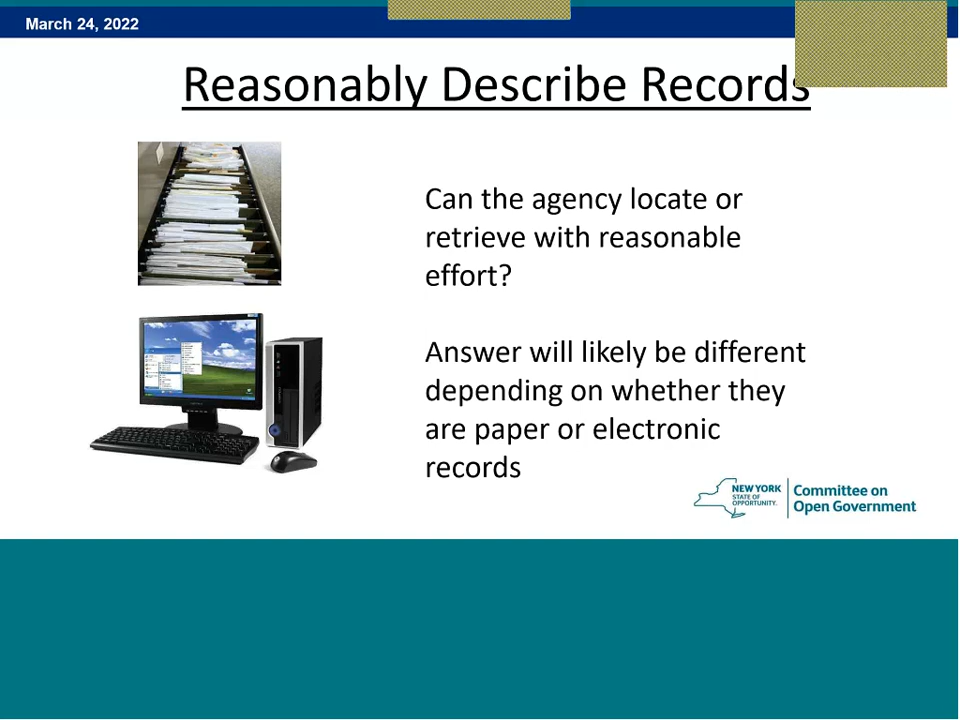 March 24, 2022
Reasonably Describe Records
Can the agency locate or
retrieve with reasonable
effort?
Answer will likely be different
depending on whether they
are paper or electronic
records
NEW YORK
STATE OF
OPPORTUNITY.
Committee on
Open Government